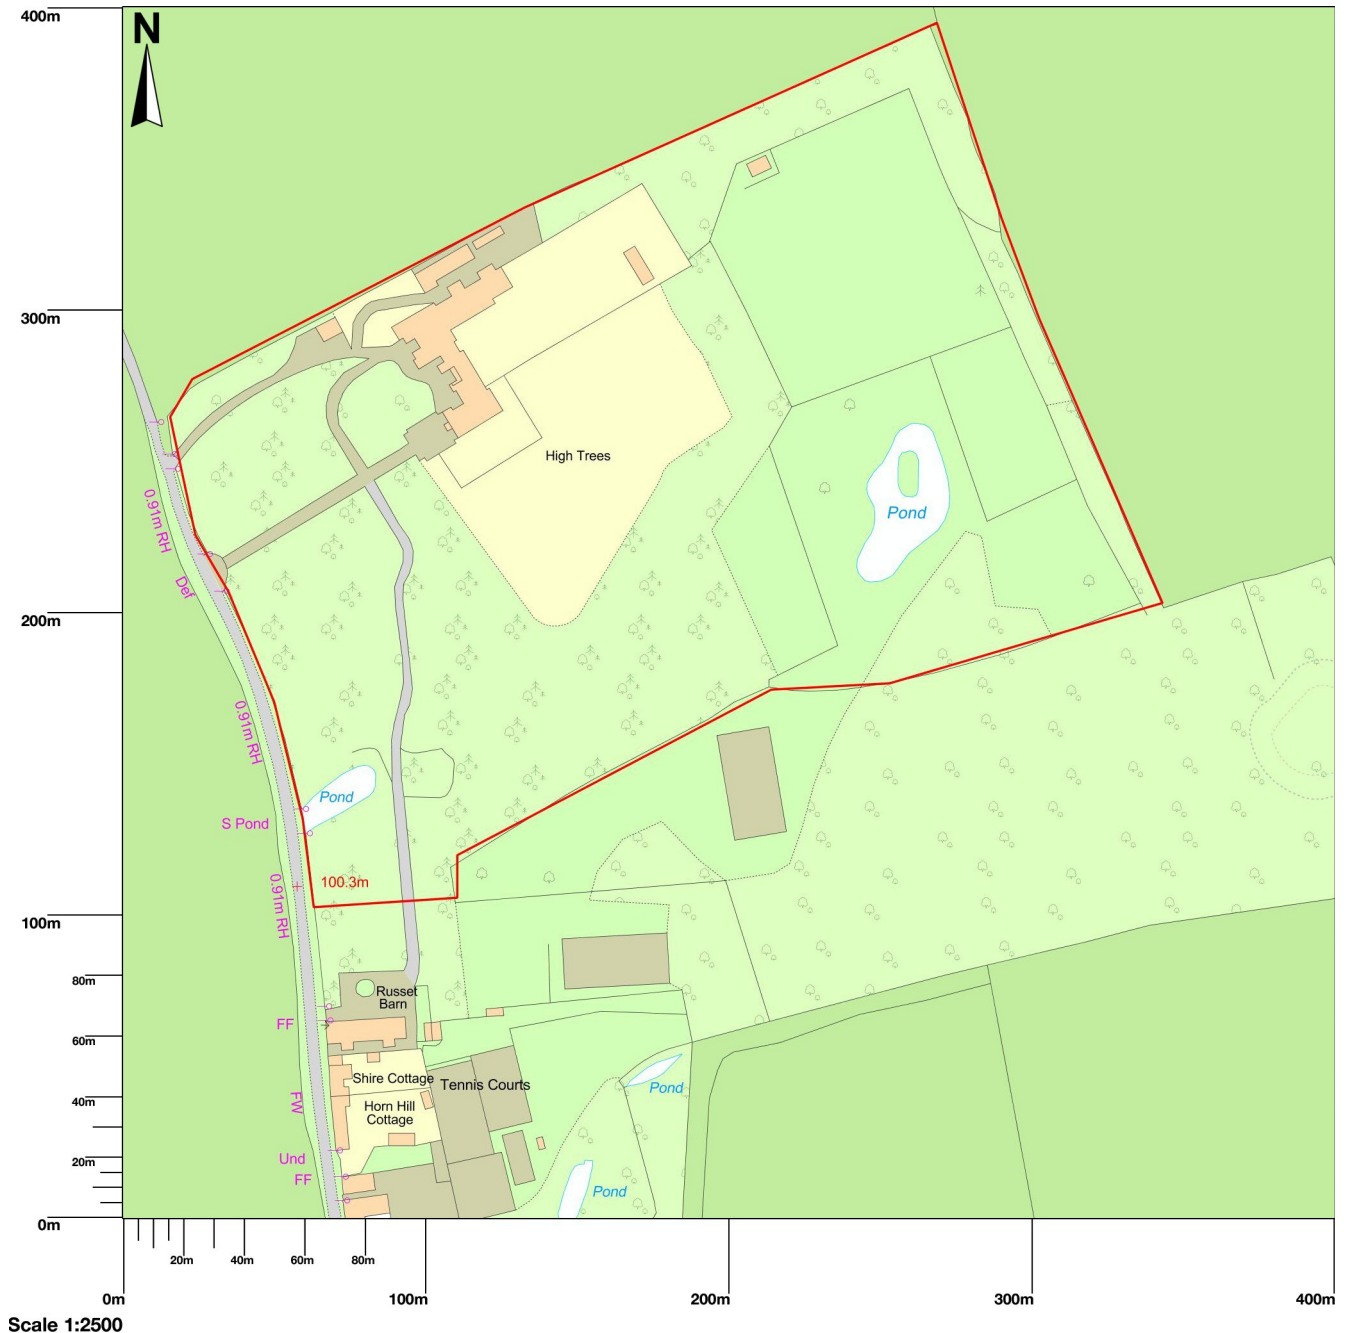 400m
N
300m
High Trees
0.91m RH
Pond
Def
200m
0.91m RH
Pond
S Pond
100.3m
0.91m RH
100m
80m
Russet
Barn
FF
60m
Shire Cottage
Tennis Courts
Pond
FW
40m
Horn Hill
Cottage
20m
Und
FF
Pond
0m
20m
40m
60m
80m
0m
100m
200m
300m
400m
Scale 1:2500